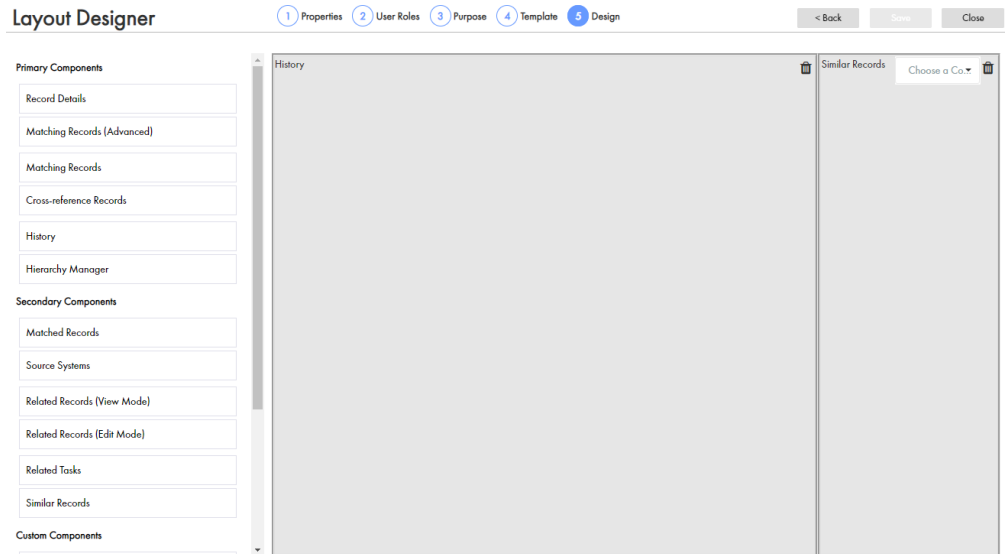 Layout Designer
1 Properties 2 User Roles 3 Purpose 4 Template 5 Design
< Back Save Close
Primary Components
Record Details
Matching Records (Advanced)
Matching Records
Cross-reference Records
History
Hierarchy Manager
Secondary Components
Matched Records
Source Systems
Related Records (View Mode)
Related Records (Edit Mode)
Related Tasks
Similar Records
Custom Components
History
Similar Records Choose a Co..